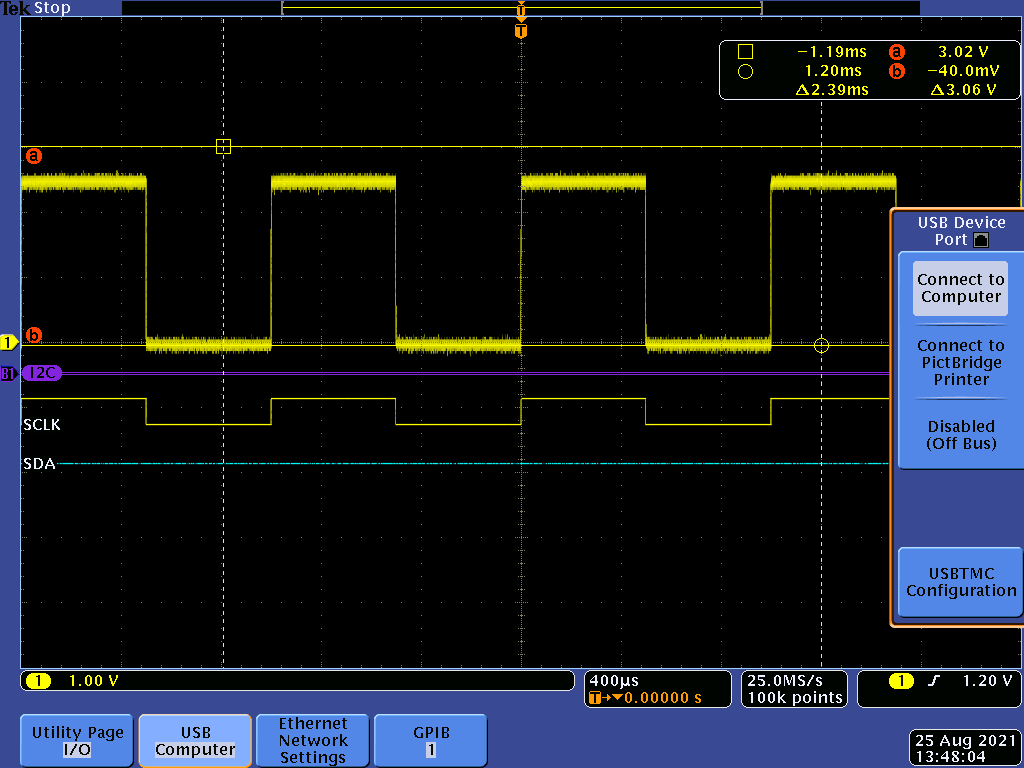 Tek Stop
T
T
−1.19ms a 3.02 V
1.20ms b −40.0mV
Δ2.39ms Δ3.06 V
a
USB Device
Port
Connect to
Computer
b
1
Connect to
PictBridge
Printer
B1 I2C
SCLK
Disabled
(Off Bus)
SDA
USBTMC
Configuration
1 1.00 V
400µs
T→▼0.00000 s
25.0MS/s
100k points
1 1.20 V
Utility Page
I/O
USB
Computer
Ethernet
Network
Settings
GPIB
1
25 Aug 2021
13:48:04